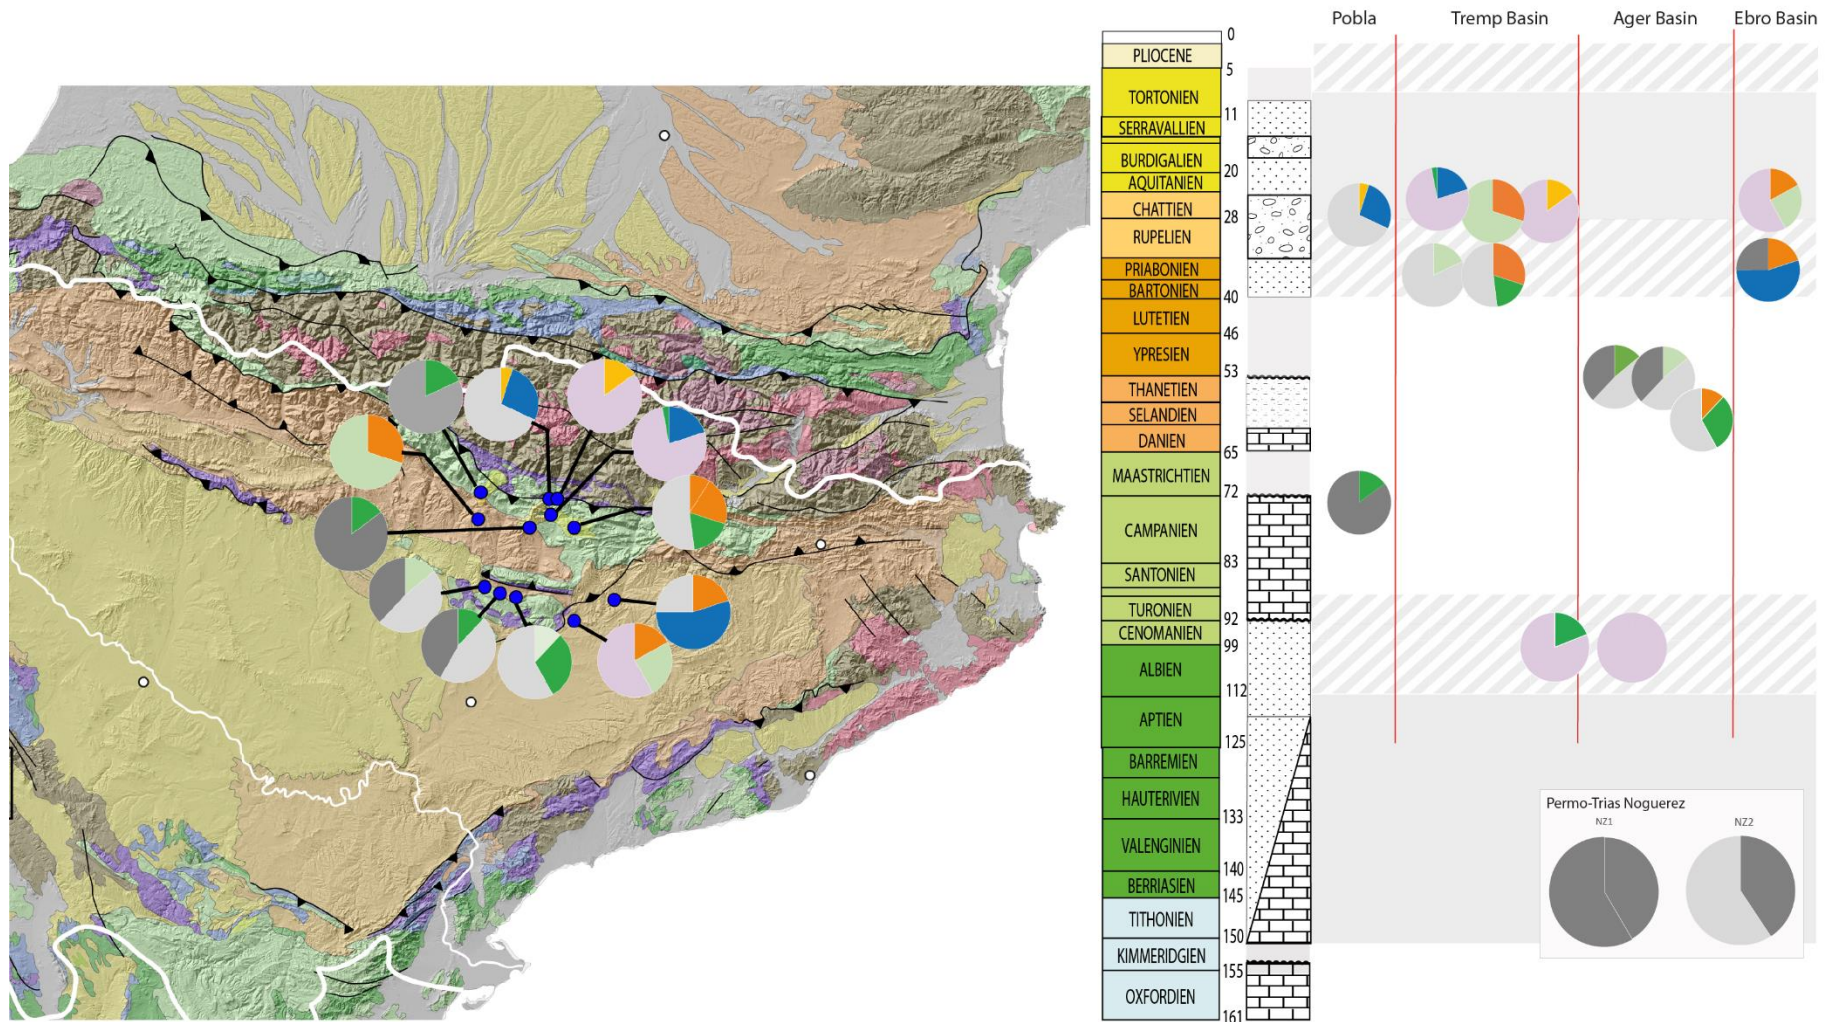 Pobla
Tremp Basin
Ager Basin
Ebro Basin
0
PLIOCENE
5
TORTONIEN
11
SERRAVALLIEN
BURDIGALIEN
20
AQUITANIEN
CHATTIEN
28
RUPELIEN
PRIABONIEN
BARTONIEN
40
LUTETIEN
46
YPRESIEN
53
THANETIEN
SELANDIEN
DANIEN
65
MAASTRICHTIEN
72
CAMPANIEN
83
SANTONIEN
TURONIEN
92
CENOMANIEN
99
ALBIEN
112
APTIEN
125
BARREMIEN
HAUTERIVIEN
133
VALENGINIEN
140
BERRIASIEN
145
TITHONIEN
150
KIMMERIDGIEN
155
OXFORDIEN
161
Permo-Trias Noguerez
NZ1
NZ2